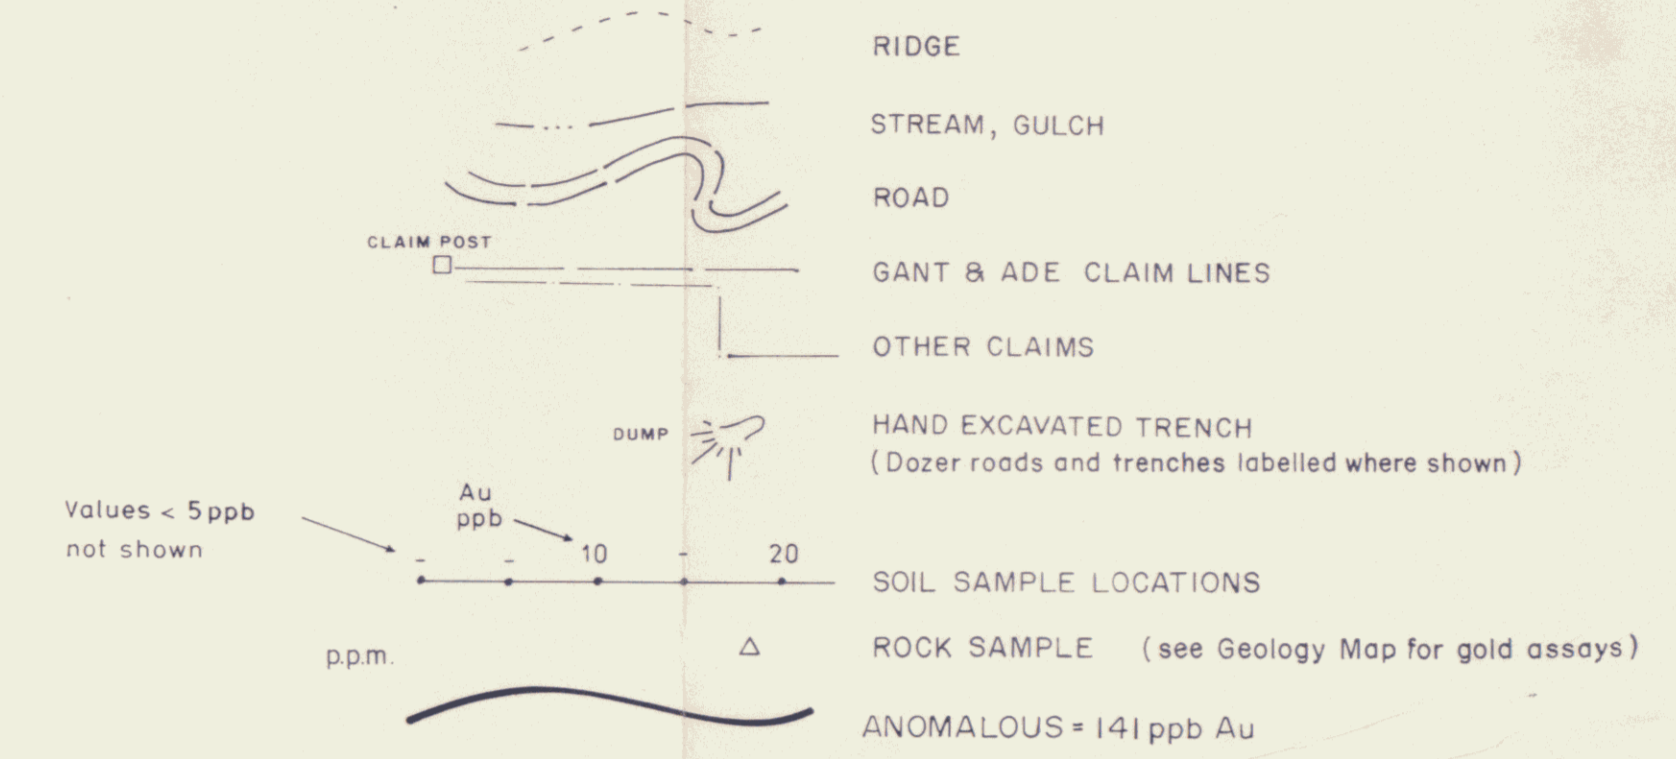 RIDGE
STREAM, GULCH
ROAD
CLAIM POST
GANT & ADE CLAIM LINES
OTHER CLAIMS
DUMP
HAND EXCAVATED TRENCH
(Dozer roads and trenches labelled where shown)
Values < 5 ppb
not shown
Au
ppb
- - 10 - 20
SOIL SAMPLE LOCATIONS
p.p.m.
ROCK SAMPLE (see Geology Map for gold assays)
ANOMALOUS = 141 ppb Au